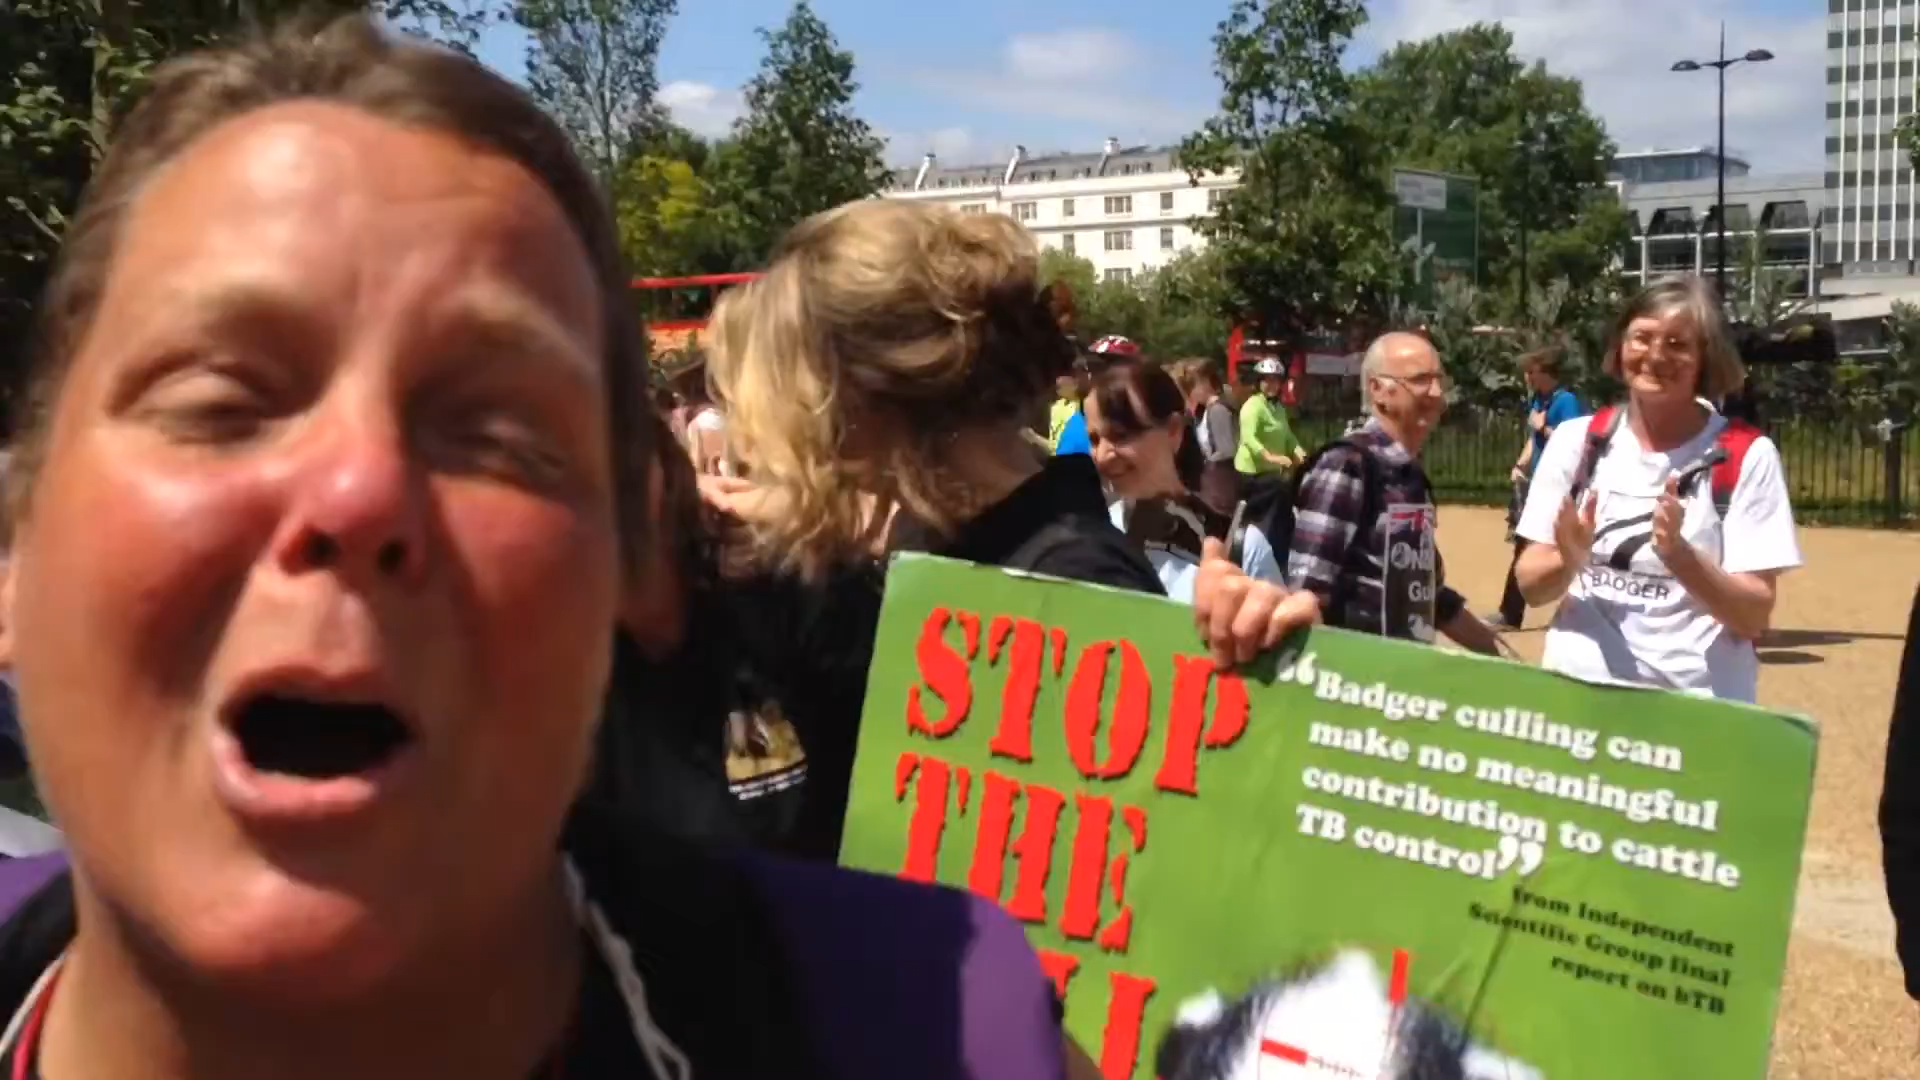 STOP
THE
“Badger culling can
make no meaningful
contribution to cattle
TB control”
from Independent
Scientific Group final
report on bTB
BADGER